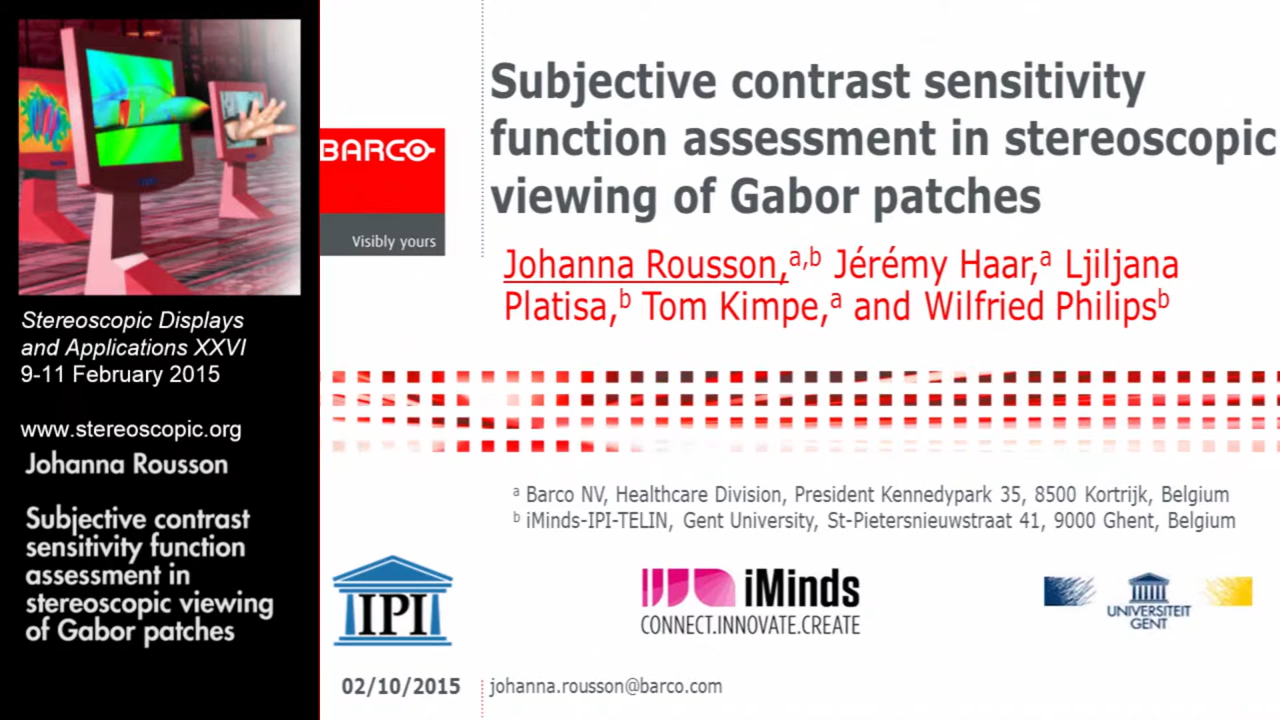 Stereoscopic Displays
and Applications XXVI
9-11 February 2015
www.stereoscopic.org
Johanna Rousson
Subjective contrast
sensitivity function
assessment in
stereoscopic viewing
of Gabor patches
BARCO
Visibly yours
Subjective contrast sensitivity
function assessment in stereoscopic
viewing of Gabor patches
Johanna Rousson,a,b Jérémy Haar,a Ljiljana
Platisa,b Tom Kimpe,a and Wilfried Philipsb
a Barco NV, Healthcare Division, President Kennedypark 35, 8500 Kortrijk, Belgium
b iMinds-IPI-TELIN, Gent University, St-Pietersnieuwstraat 41, 9000 Ghent, Belgium
IPI
iMinds
CONNECT.INNOVATE.CREATE
UNIVERSITEIT
GENT
02/10/2015
johanna.rousson@barco.com